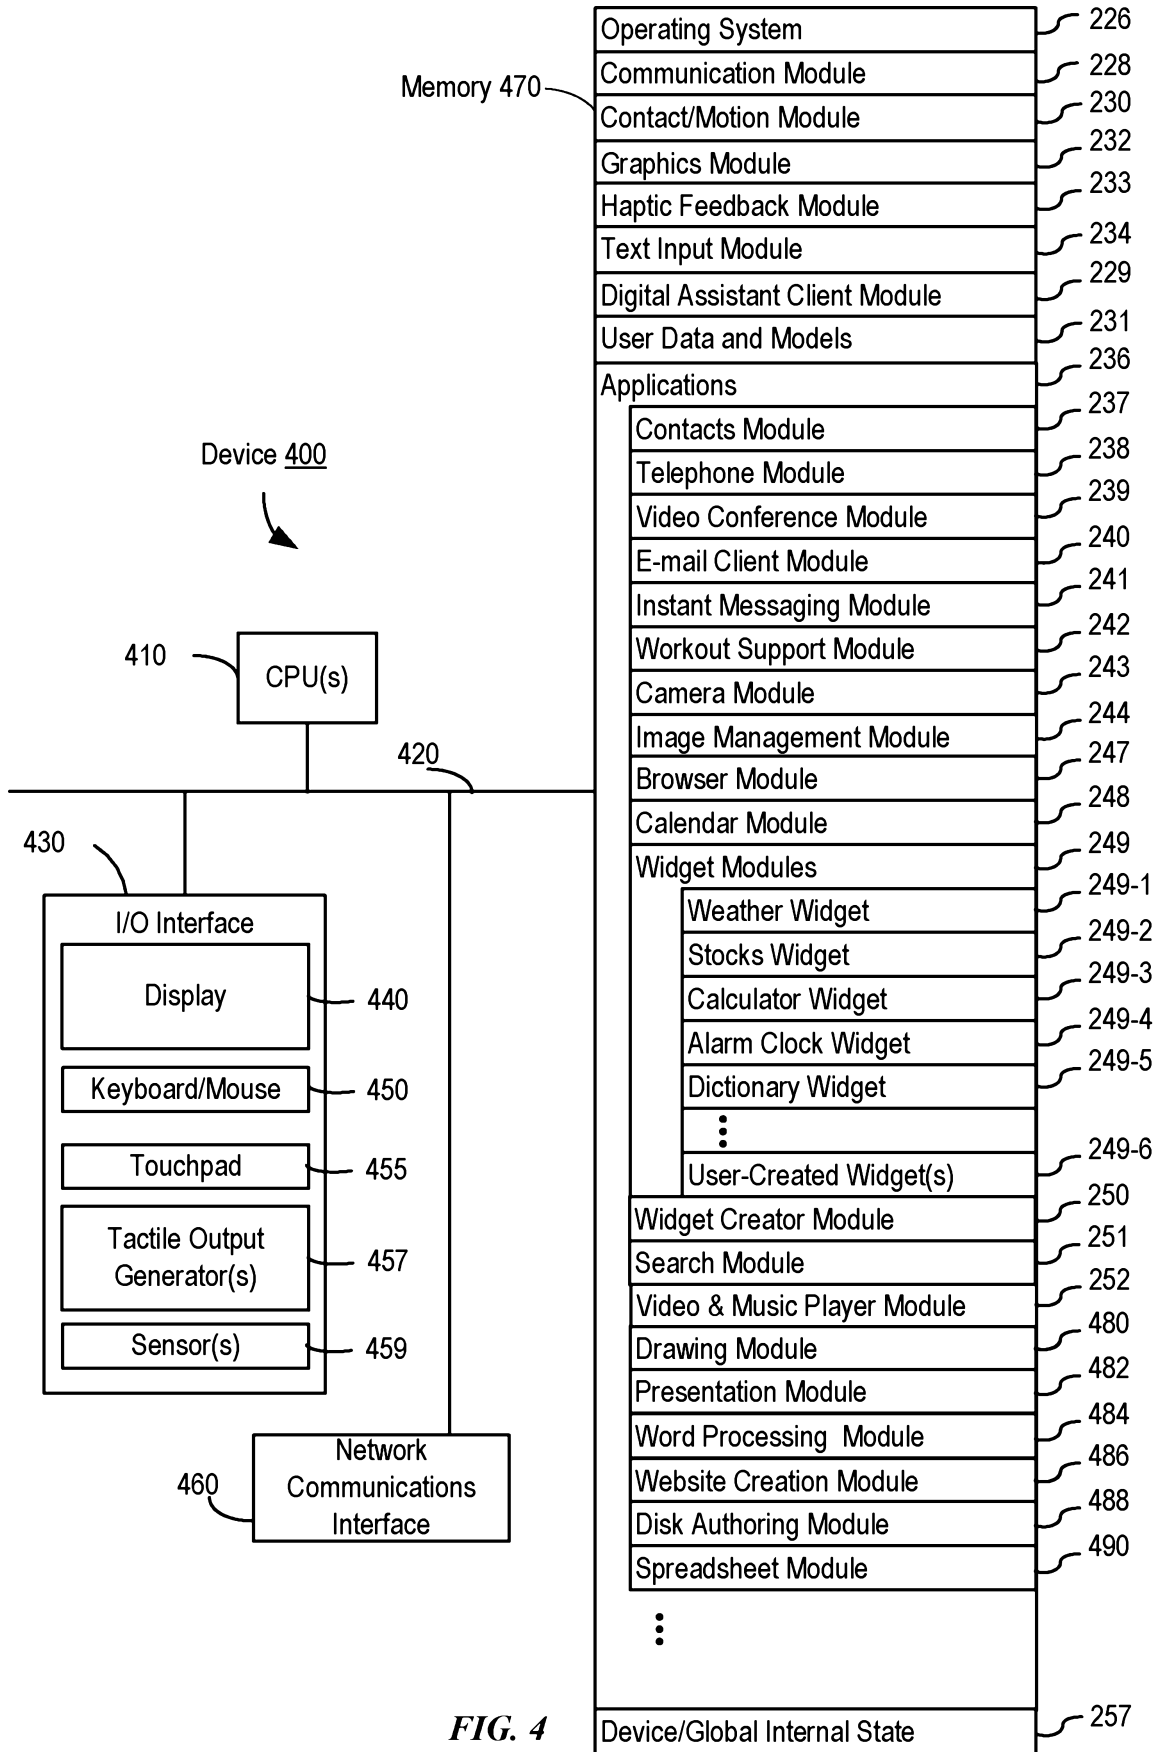 Operating System 226
Communication Module 228
Memory 470
Contact/Motion Module 230
Graphics Module 232
Haptic Feedback Module 233
Text Input Module 234
Digital Assistant Client Module 229
User Data and Models 231
Applications 236
Contacts Module 237
Telephone Module 238
Video Conference Module 239
E-mail Client Module 240
Instant Messaging Module 241
Workout Support Module 242
Camera Module 243
Image Management Module 244
Browser Module 247
Calendar Module 248
Widget Modules 249
Weather Widget 249-1
Stocks Widget 249-2
Calculator Widget 249-3
Alarm Clock Widget 249-4
Dictionary Widget 249-5
User-Created Widget(s) 249-6
Widget Creator Module 250
Search Module 251
Video & Music Player Module 252
Drawing Module 480
Presentation Module 482
Word Processing  Module 484
Website Creation Module 486
Disk Authoring Module 488
Spreadsheet Module 490
Device/Global Internal State 257
Device 400
410
CPU(s)
420
430
I/O Interface
Display 440
Keyboard/Mouse 450
Touchpad 455
Tactile Output
Generator(s) 457
Sensor(s) 459
460
Network
Communications
Interface
FIG. 4